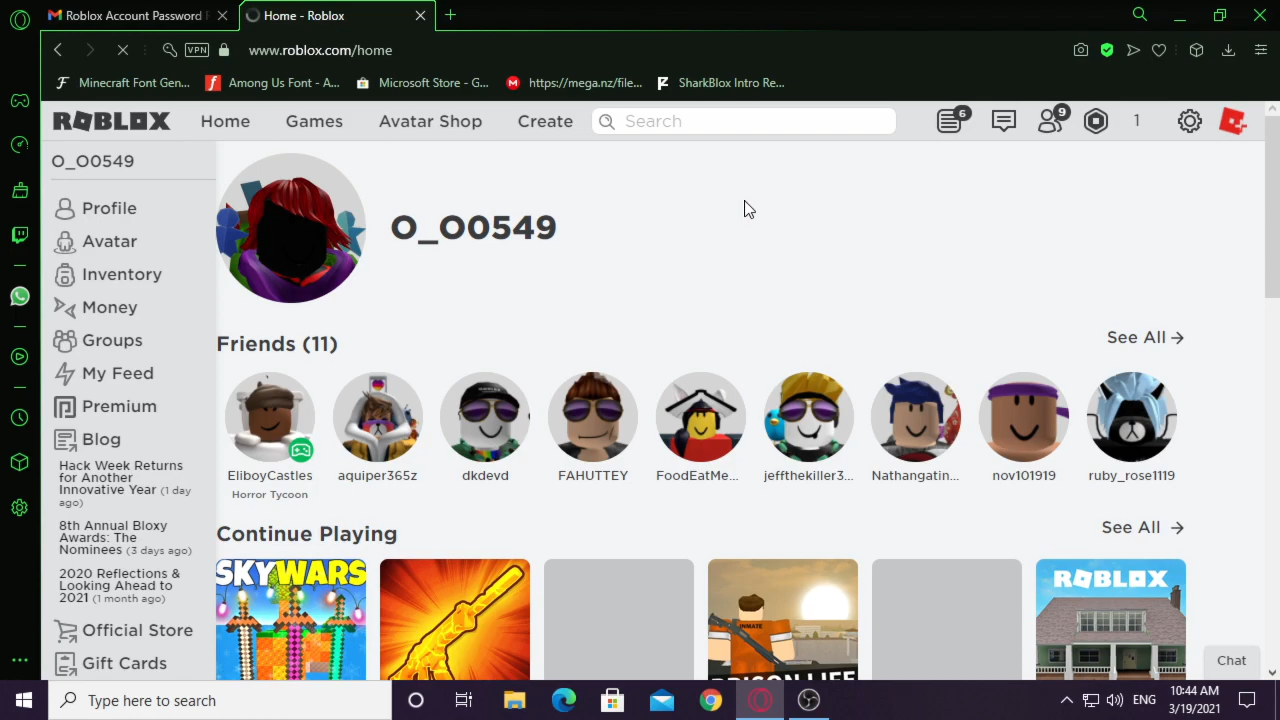 Roblox Account Password
Home - Roblox
VPN
www.roblox.com/home
Minecraft Font Gen...
Among Us Font - A...
Microsoft Store - G...
https://mega.nz/file...
SharkBlox Intro Re...
ROBLOX
Home
Games
Avatar Shop
Create
Search
6
9
1
O_O0549
Profile
Avatar
Inventory
Money
Groups
My Feed
Premium
Blog
Hack Week Returns
for Another
Innovative Year (1 day
ago)
8th Annual Bloxy
Awards: The
Nominees (3 days ago)
2020 Reflections &
Looking Ahead to
2021 (1 month ago)
Official Store
Gift Cards
O_O0549
Friends (11)
See All
EliboyCastles
Horror Tycoon
aquiper365z
dkdevd
FAHUTTEY
FoodEatMe...
jeffthekiller3...
Nathangatin...
nov101919
ruby_rose1119
Continue Playing
See All
SKYWARS
INMATE
PRISON LIFE
ROBLOX
Chat
Type here to search
ENG
10:44 AM
3/19/2021